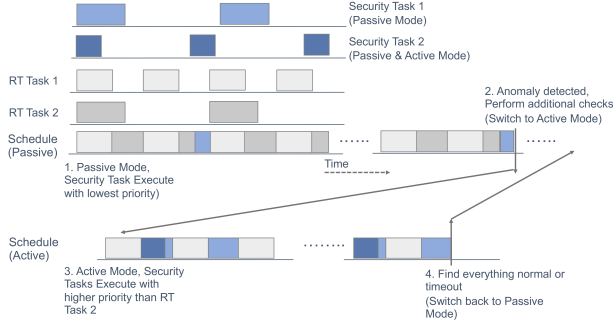 Security Task 1
(Passive Mode)
Security Task 2
(Passive & Active Mode)
RT Task 1
RT Task 2
2. Anomaly detected,
Perform additional checks
(Switch to Active Mode)
Schedule
(Passive)
1. Passive Mode,
Security Task Execute
with lowest priority)
Time
Schedule
(Active)
3. Active Mode, Security
Tasks Execute with
higher priority than RT
Task 2
4. Find everything normal or
timeout
(Switch back to Passive
Mode)